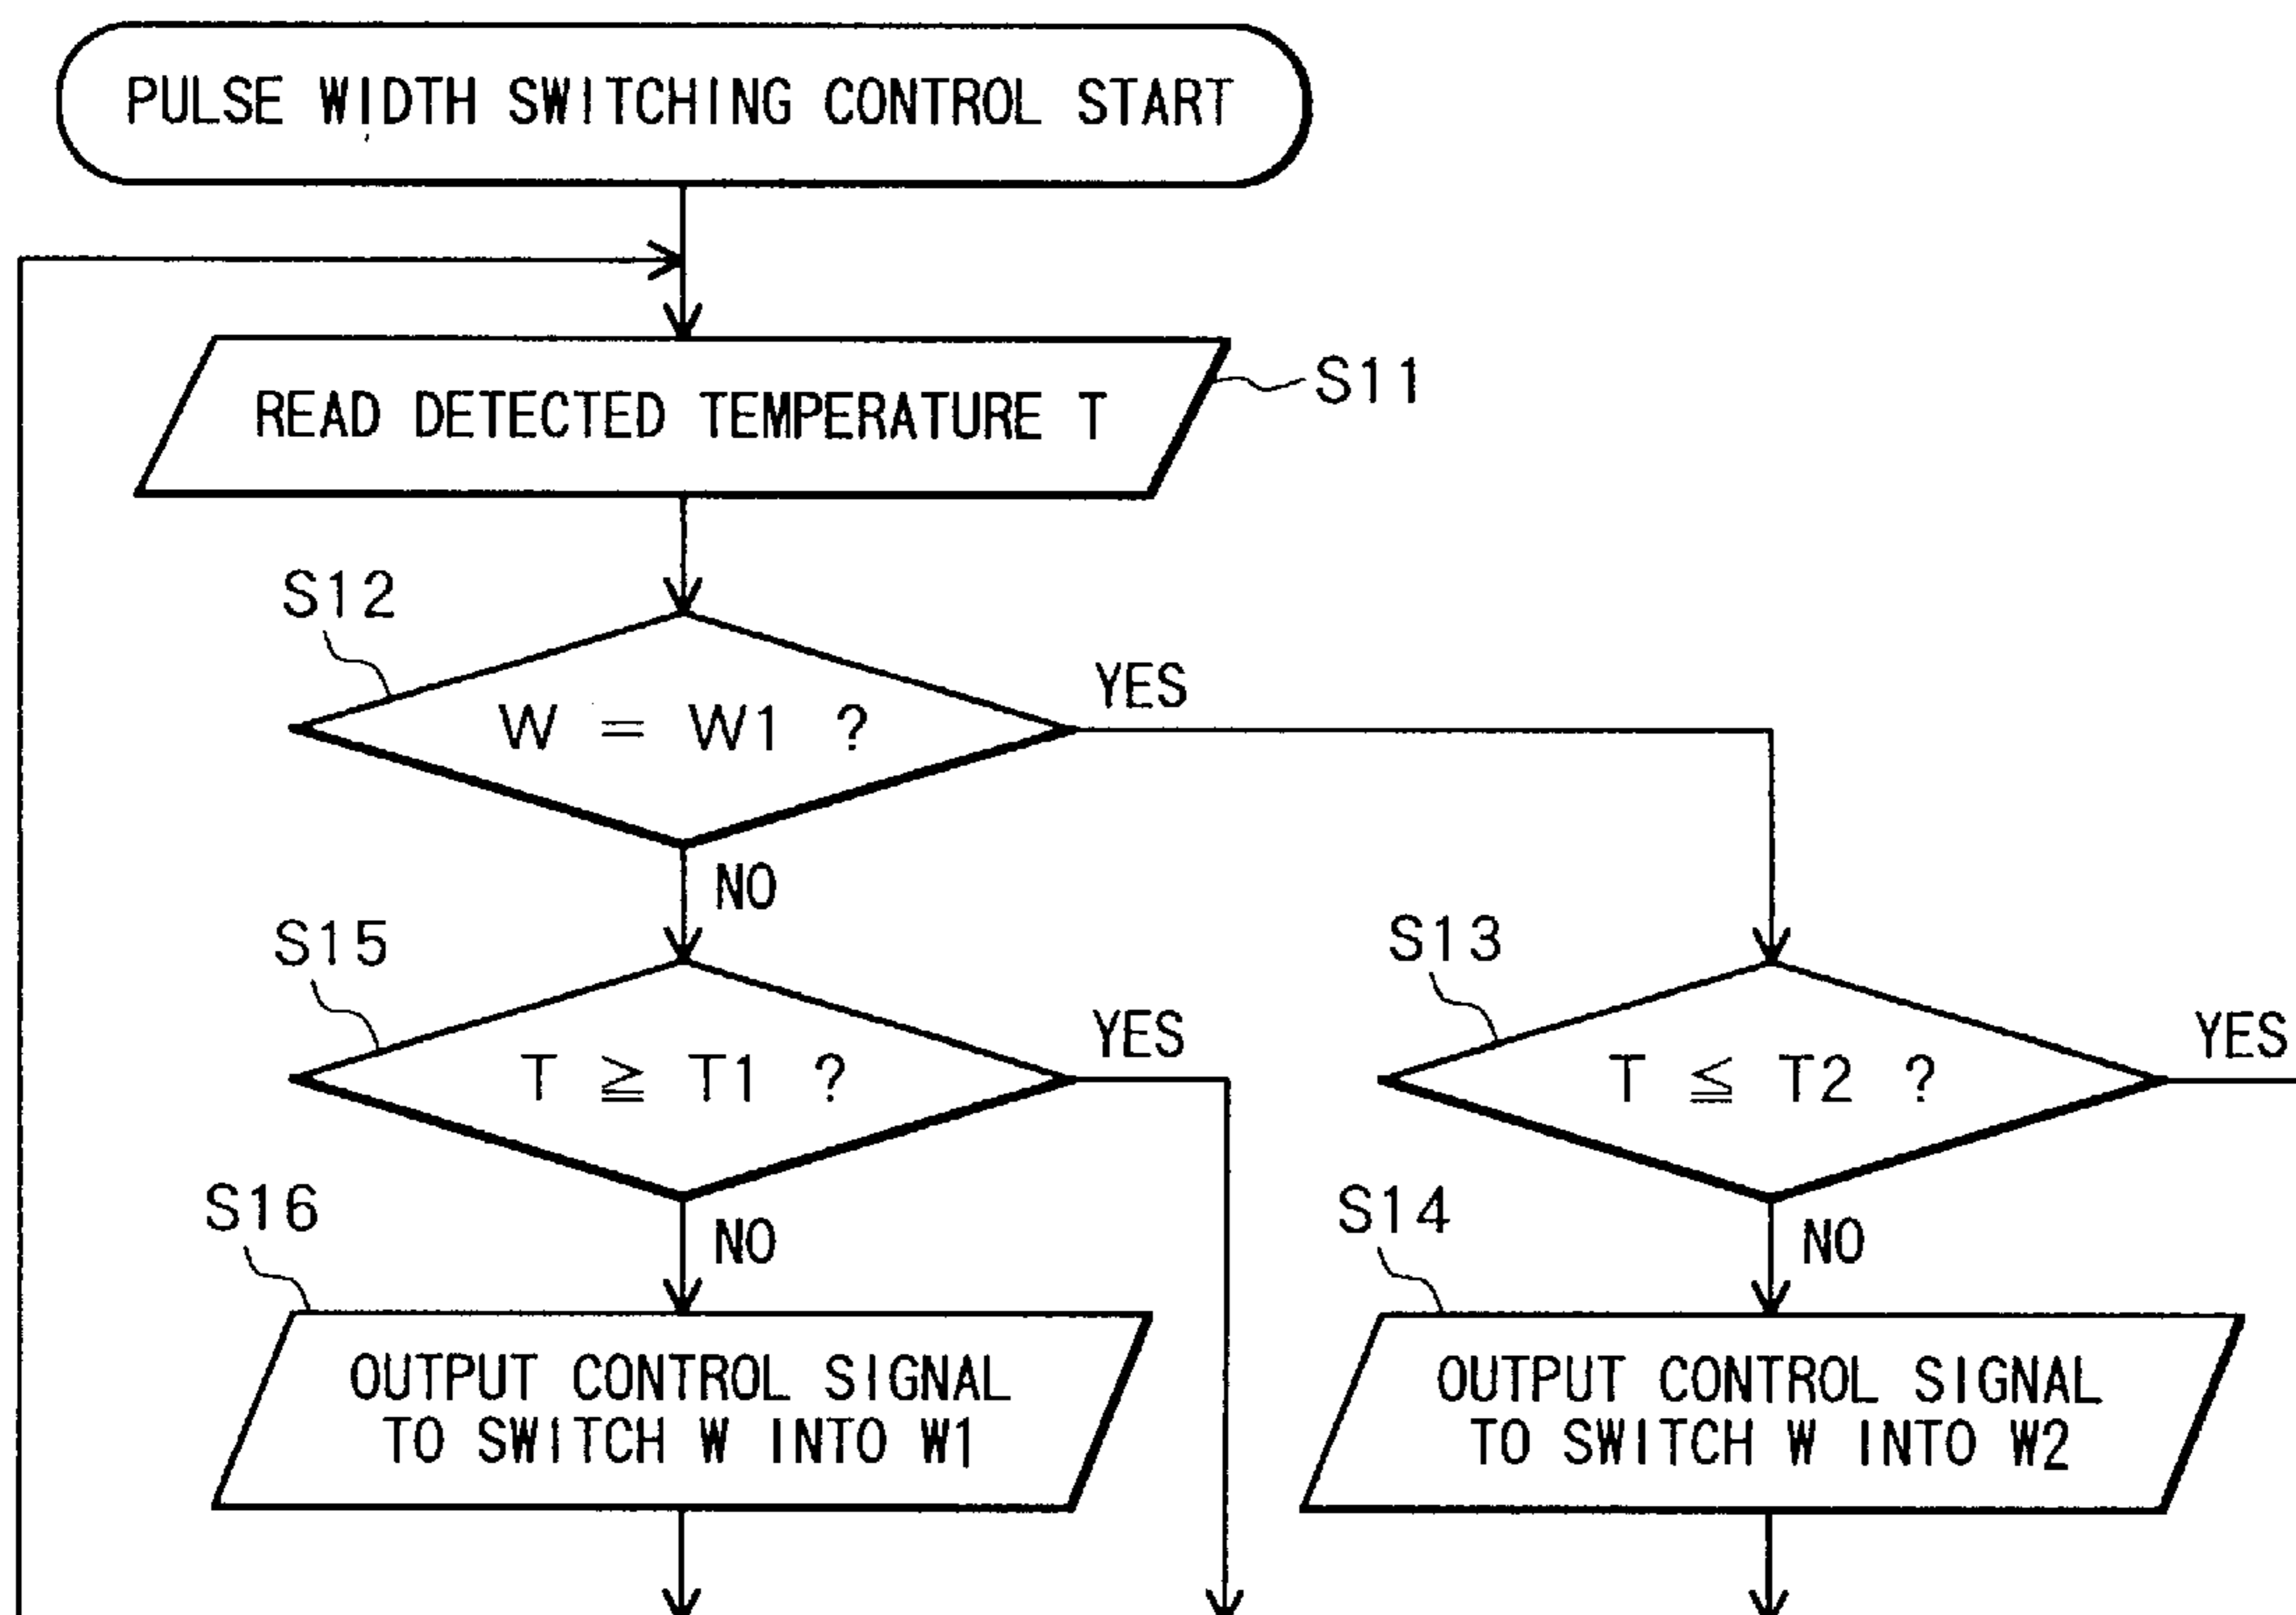 PULSE WIDTH SWITCHING CONTROL START
READ DETECTED TEMPERATURE T
S11
S12
W = W1 ?
YES
NO
S15
T ≧ T1 ?
YES
S13
T ≦ T2 ?
YES
NO
S16
OUTPUT CONTROL SIGNAL
TO SWITCH W INTO W1
NO
S14
OUTPUT CONTROL SIGNAL
TO SWITCH W INTO W2